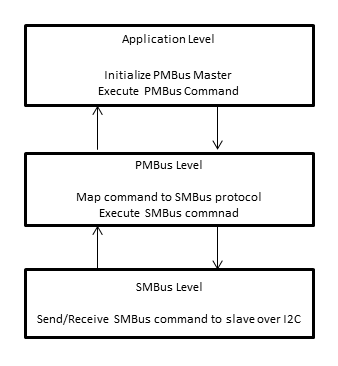 Application Level
Initialize PMBus Master
Execute PMBus Command
PMBus Level
Map command to SMBus protocol
Execute SMBus commnad
SMBus Level
Send/Receive SMBus command to slave over I2C